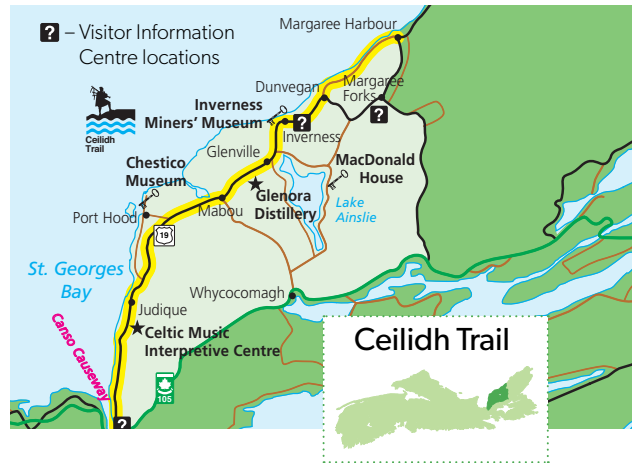 ? – Visitor Information
Centre locations
Margaree Harbour
Ceilidh
Trail
Dunvegan
Margaree
Forks
?
Inverness
Miners' Museum
?
Inverness
Glenville
MacDonald
House
Chestico
Museum
Glenora
Distillery
Lake
Ainslie
Mabou
Port Hood
19
St. Georges
Bay
Whycocomagh
Judique
Celtic Music
Interpretive Centre
Canso Causeway
105
?
Ceilidh Trail